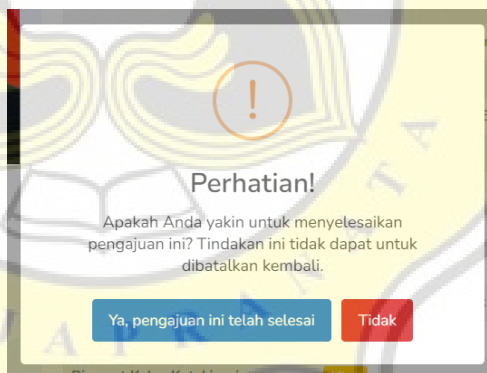 Perhatian!
Apakah Anda yakin untuk menyelesaikan
pengajuan ini? Tindakan ini tidak dapat untuk
dibatalkan kembali.
Ya, pengajuan ini telah selesai
Tidak
J A P R A N A T A